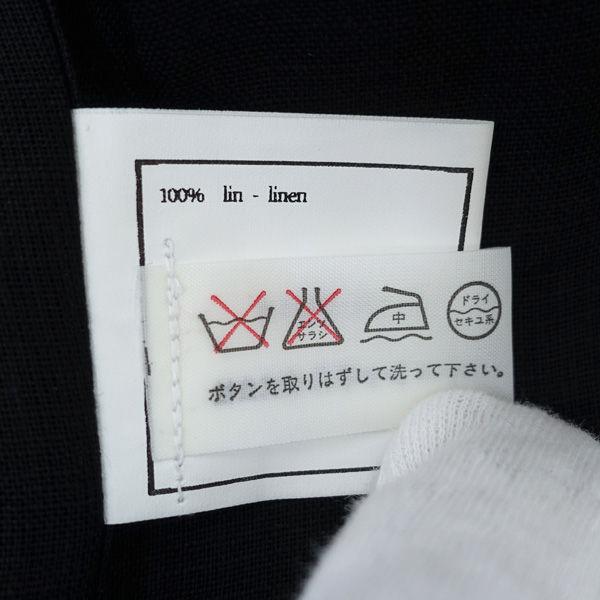 100% lin - linen
エンソ
サラシ
中
ドライ
セキユ系
ボタンを取りはずして洗って下さい。